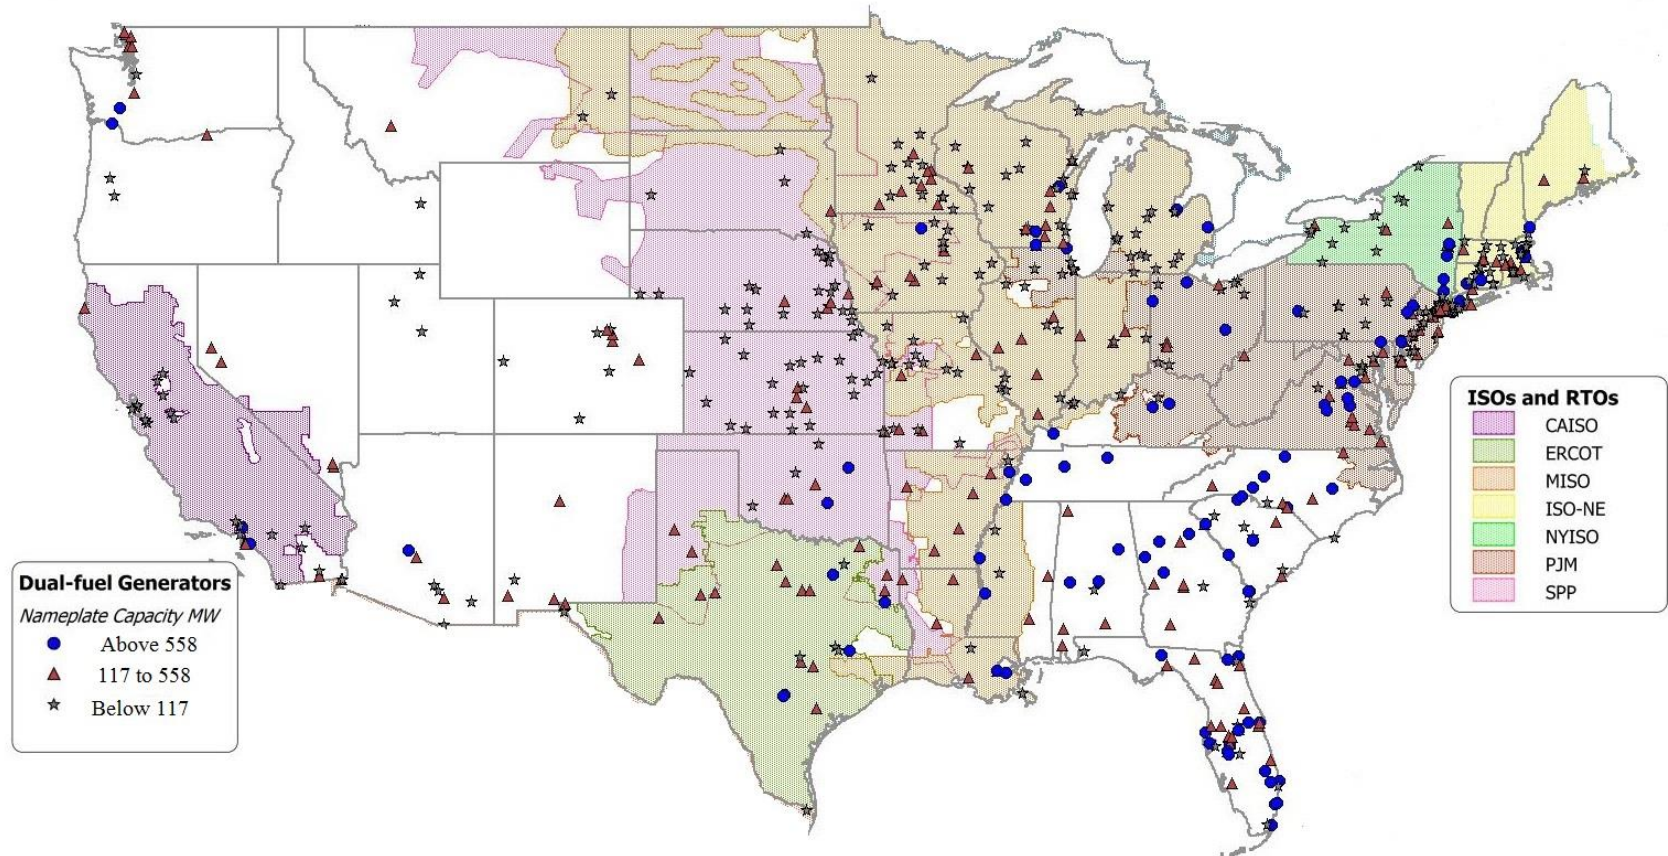 ISOs and RTOs
CAISO
ERCOT
MISO
ISO-NE
NYISO
PJM
SPP
Dual-fuel Generators
Nameplate Capacity MW
Above 558
117 to 558
Below 117